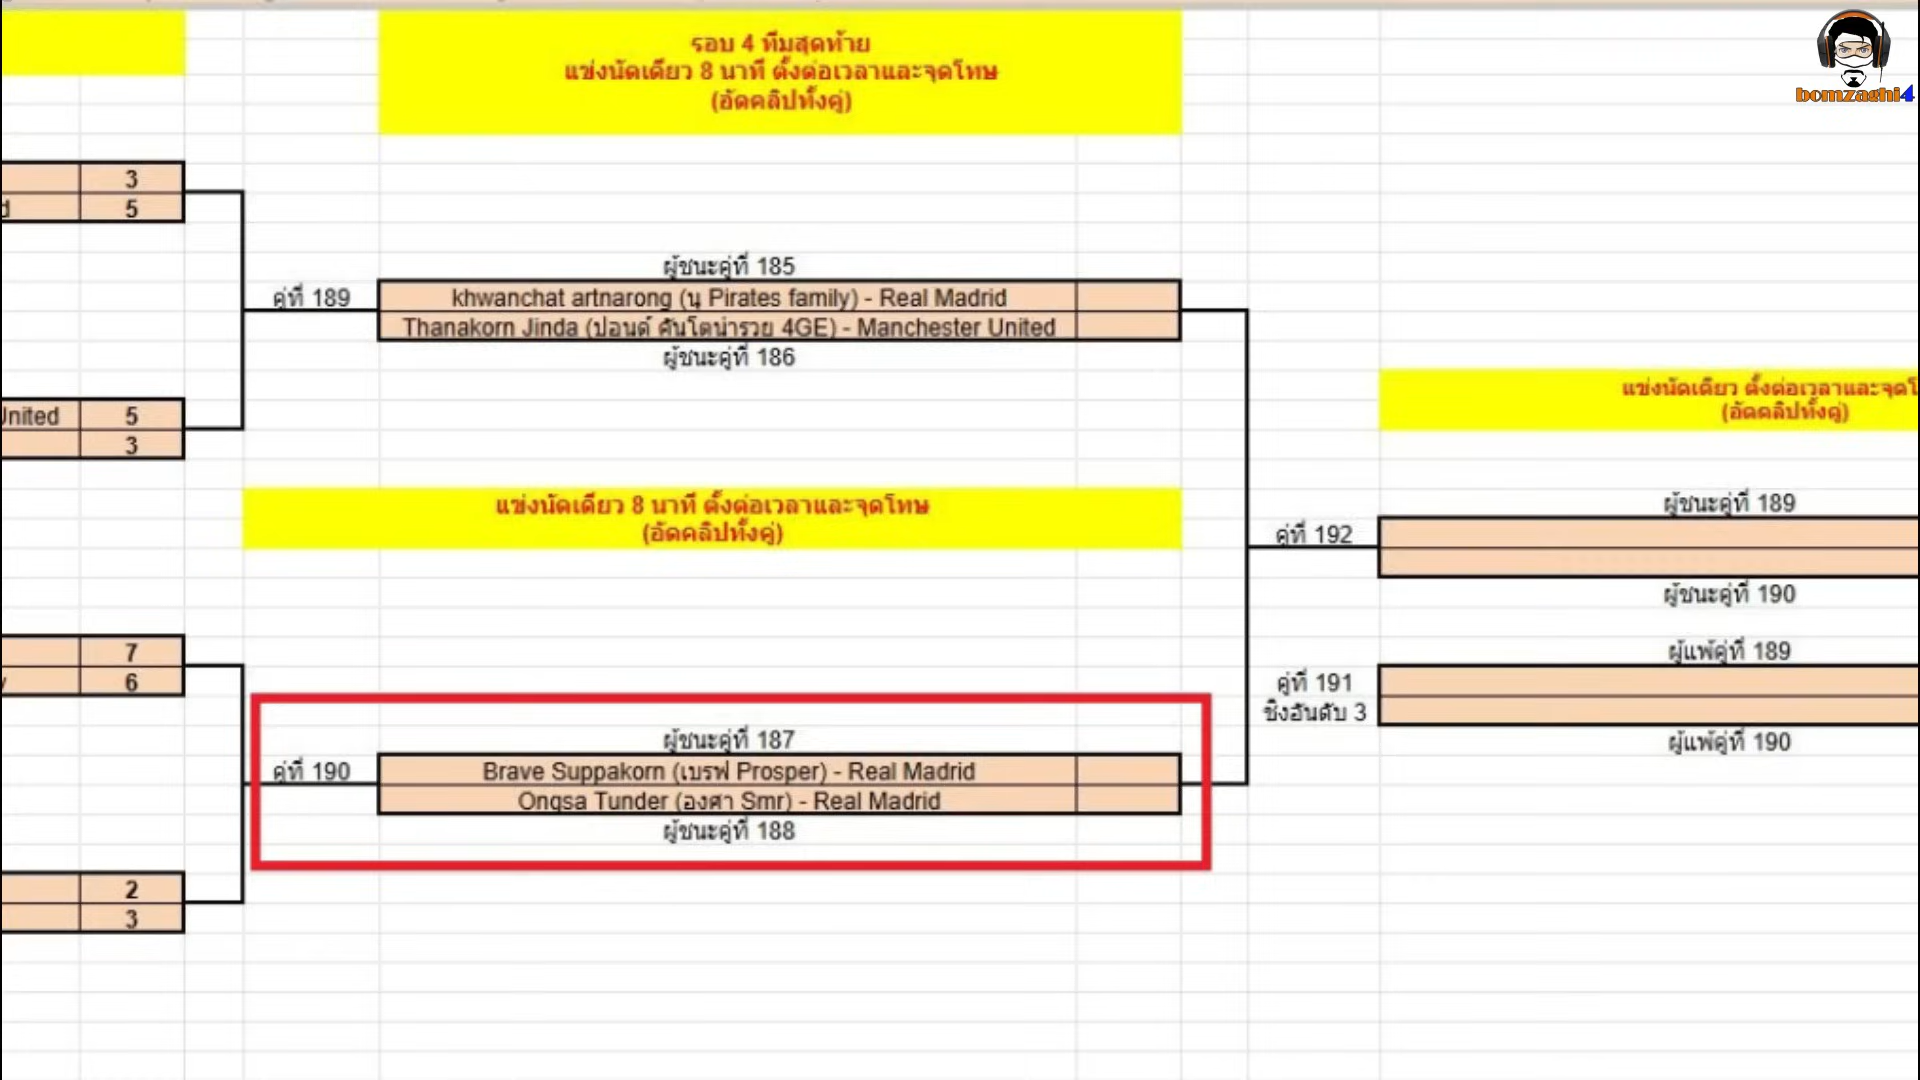 รอบ 4 ทีมสุดท้าย
แข่งนัดเดียว 8 นาที ตั้งต่อเวลาและจุดโทษ
(อัดคลิปทั้งคู่)
bomzaghi4
3
5
ผู้ชนะคู่ที่ 185
คู่ที่ 189
khwanchat artnarong (นุ Pirates family) - Real Madrid
Thanakorn Jinda (ปอนด์ คันโตน่ารวย 4GE) - Manchester United
ผู้ชนะคู่ที่ 186
United 5
3
แข่งนัดเดียว ตั้งต่อเวลาและจุดโ
(อัดคลิปทั้งคู่)
แข่งนัดเดียว 8 นาที ตั้งต่อเวลาและจุดโทษ
(อัดคลิปทั้งคู่)
ผู้ชนะคู่ที่ 189
คู่ที่ 192
ผู้ชนะคู่ที่ 190
7
6
ผู้แพ้คู่ที่ 189
คู่ที่ 191
ชิงอันดับ 3
ผู้แพ้คู่ที่ 190
ผู้ชนะคู่ที่ 187
คู่ที่ 190
Brave Suppakorn (เบรฟ Prosper) - Real Madrid
Ongsa Tunder (องศา Smr) - Real Madrid
ผู้ชนะคู่ที่ 188
2
3